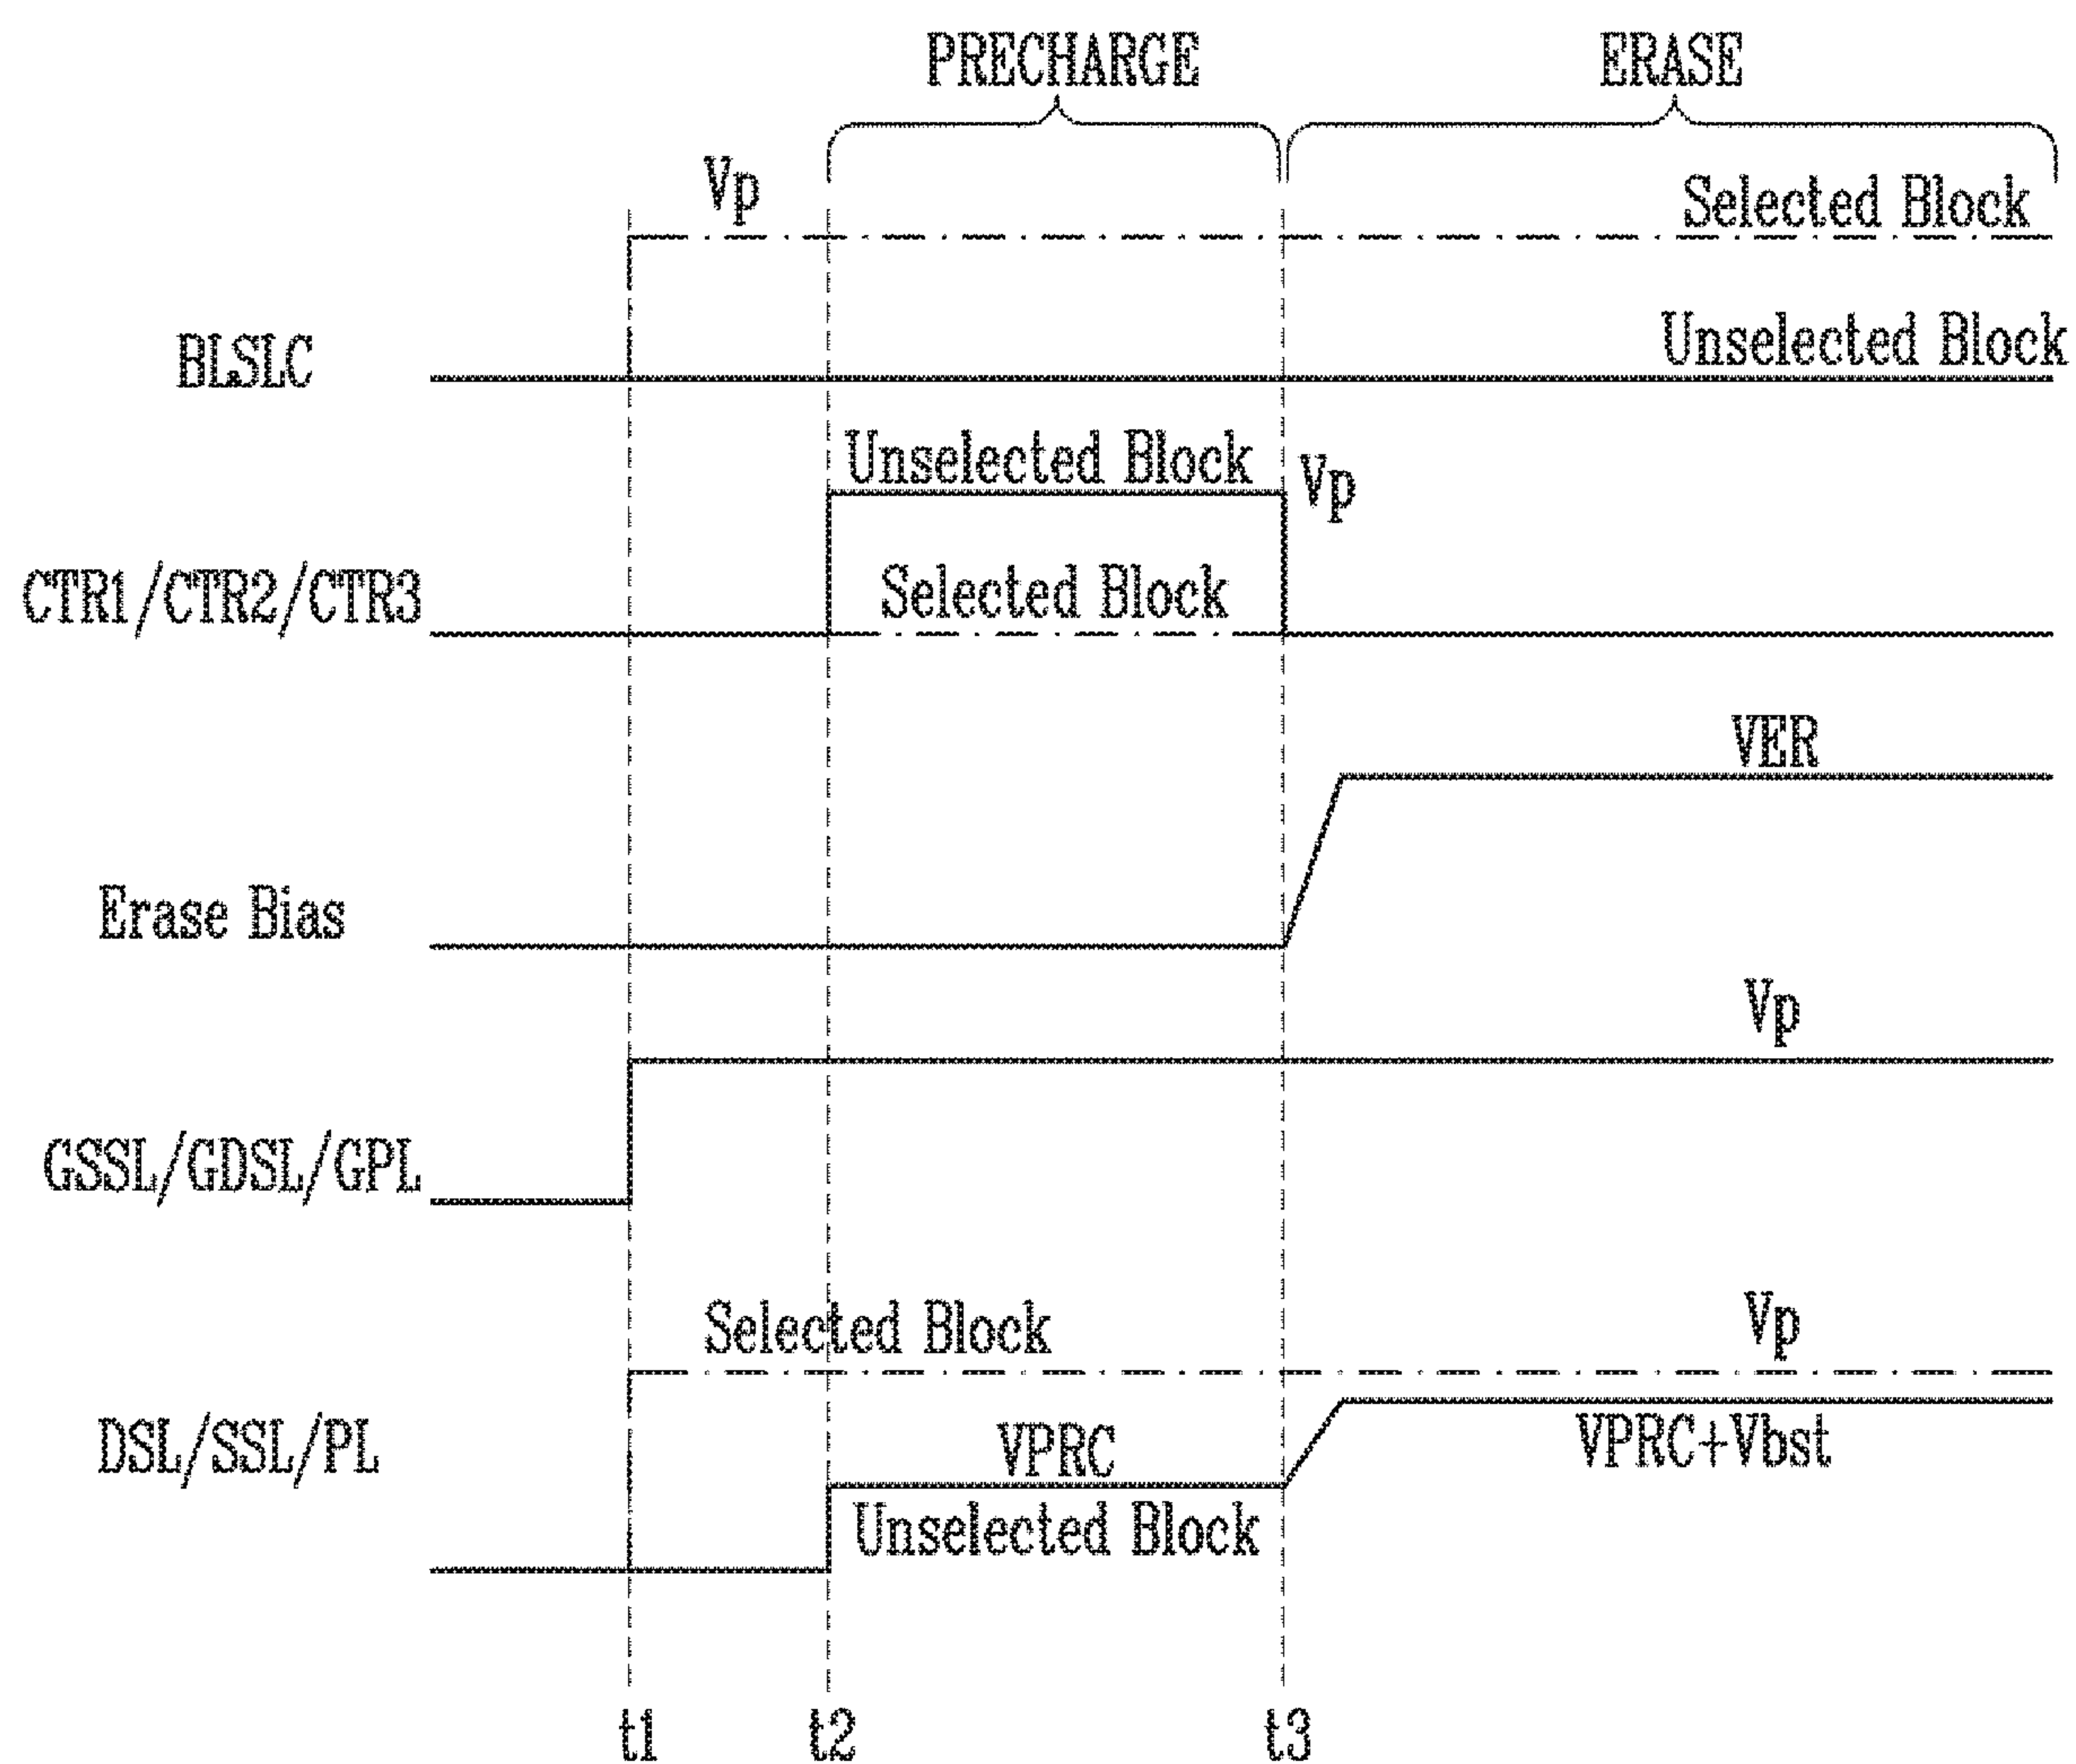 PRECHARGE
ERASE
Vp
Selected Block
BLSLC
Unselected Block
Unselected Block
Vp
CTR1/CTR2/CTR3
Selected Block
VER
Erase Bias
Vp
GSSL/GDSL/GPL
Selected Block
Vp
DSL/SSL/PL
VPRC
VPRC+Vbst
Unselected Block
t1
t2
t3